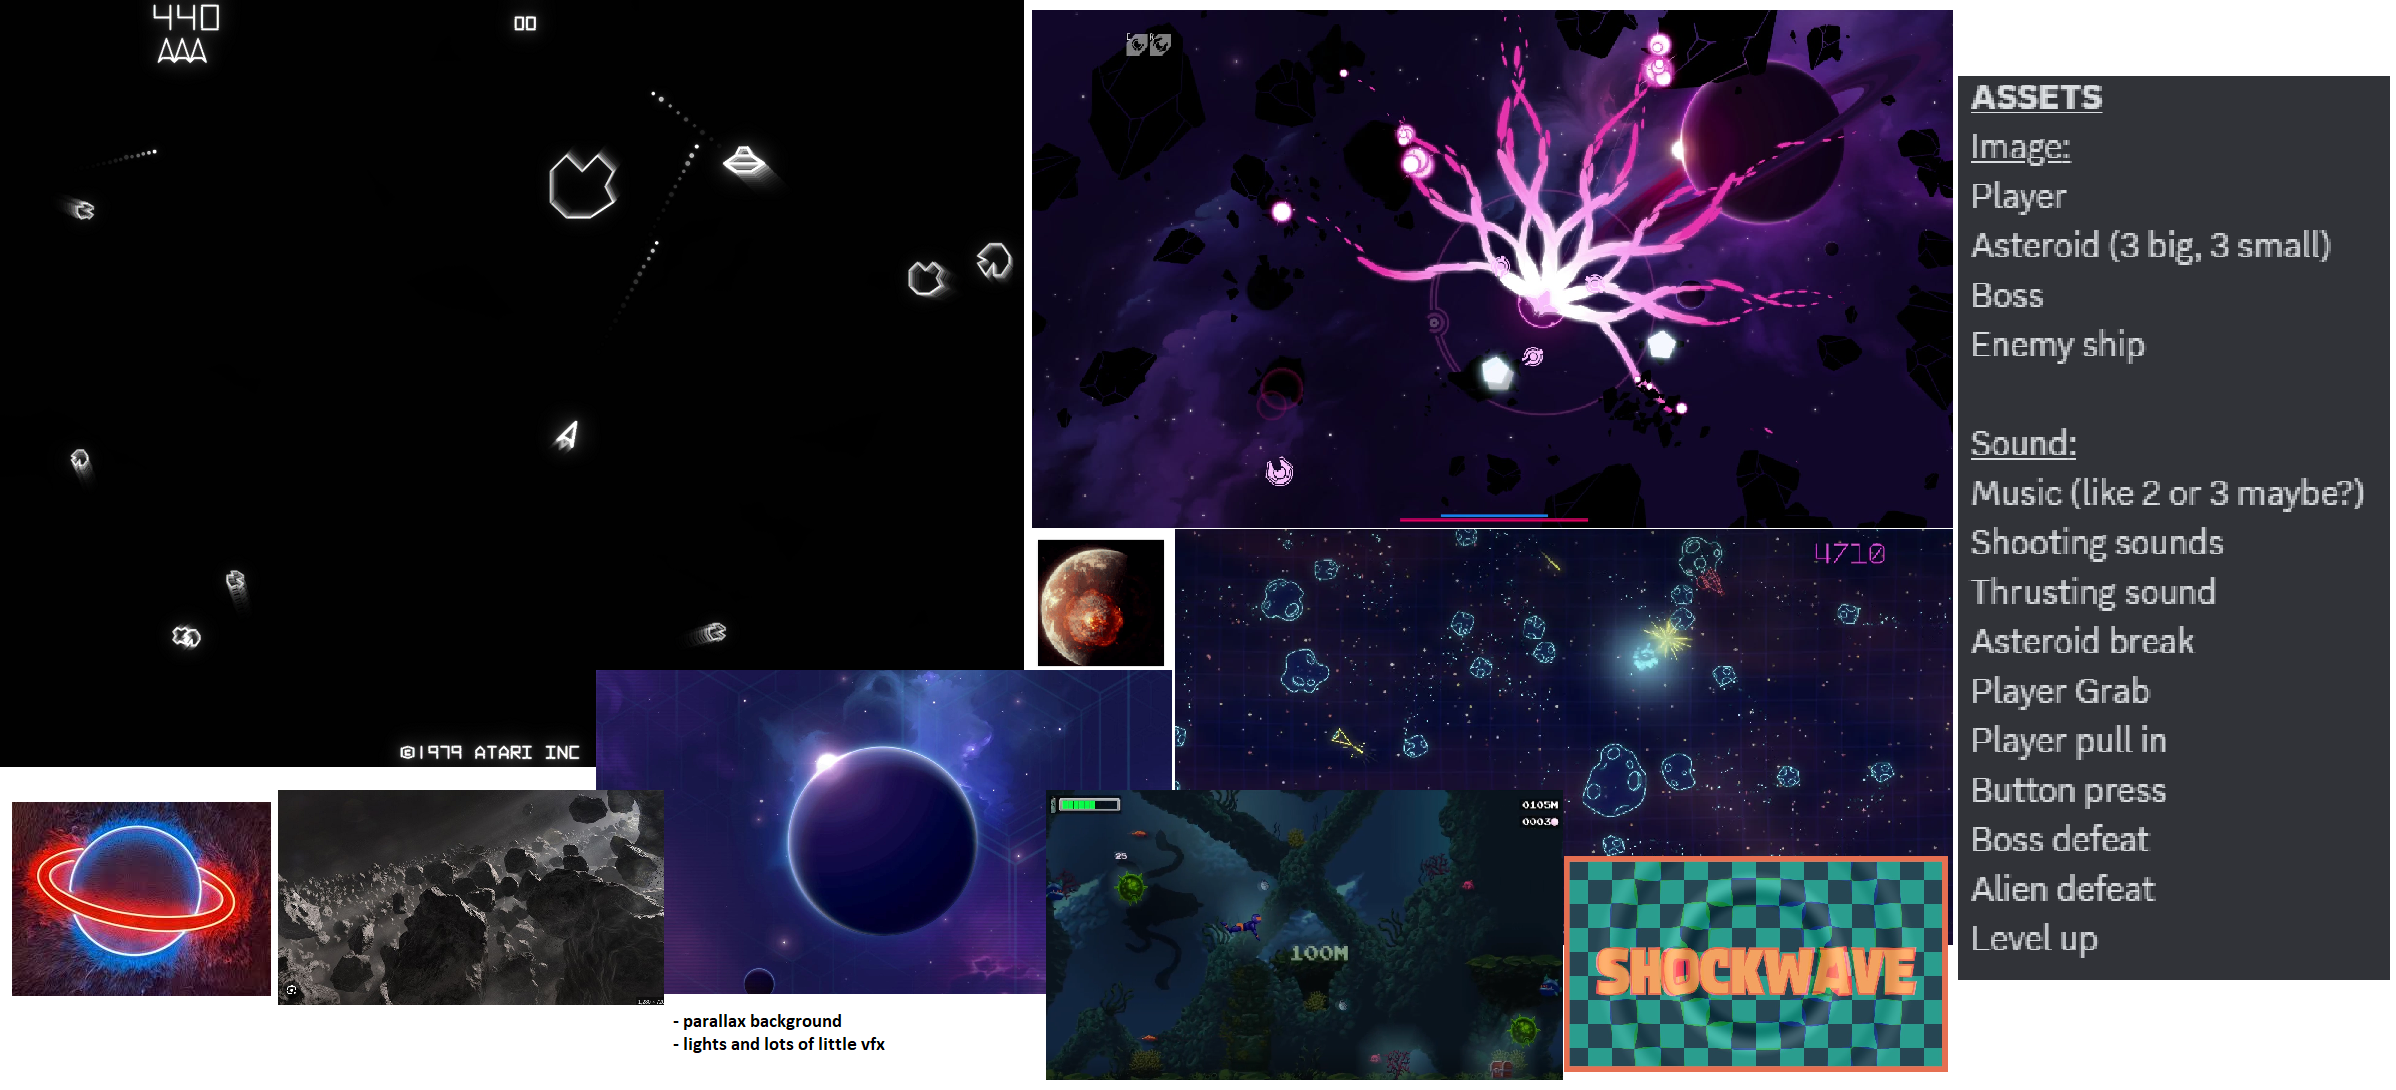 440
00
©1979 ATARI INC
4710
0105M
0003
25
100M
SHOCKWAVE
- parallax background
- lights and lots of little vfx
ASSETS
Image:
Player
Asteroid (3 big, 3 small)
Boss
Enemy ship
Sound:
Music (like 2 or 3 maybe?)
Shooting sounds
Thrusting sound
Asteroid break
Player Grab
Player pull in
Button press
Boss defeat
Alien defeat
Level up